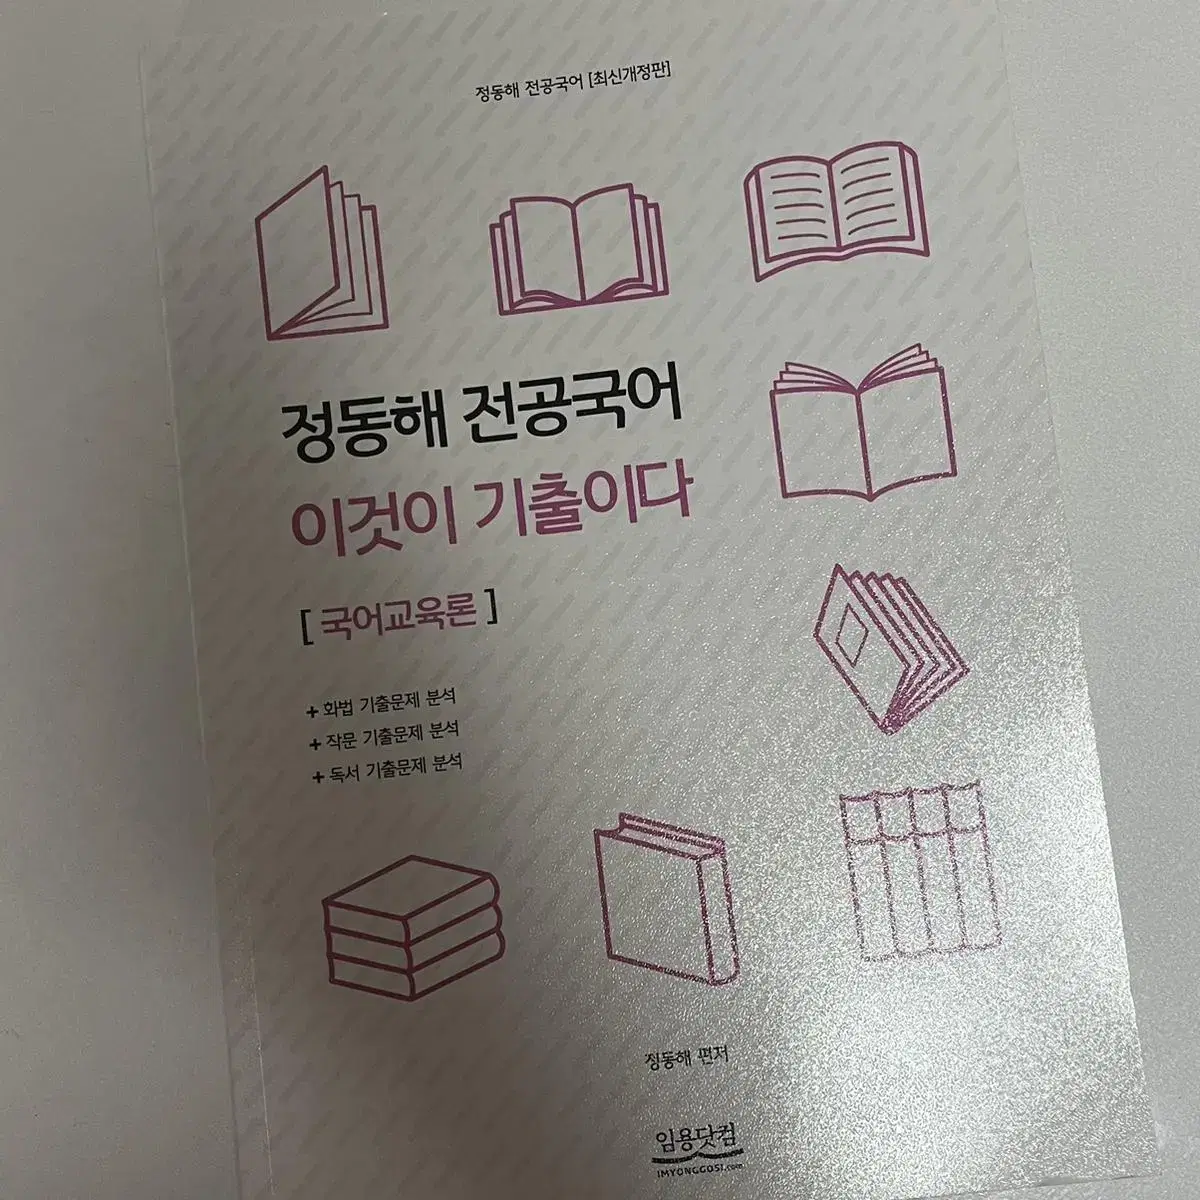 정동해 전공국어 [최신개정판]
정동해 전공국어
이것이 기출이다
[ 국어교육론 ]
+ 화법 기출문제 분석
+ 작문 기출문제 분석
+ 독서 기출문제 분석
정동해 편저
임용닷컴
IMYONGGOSI.com